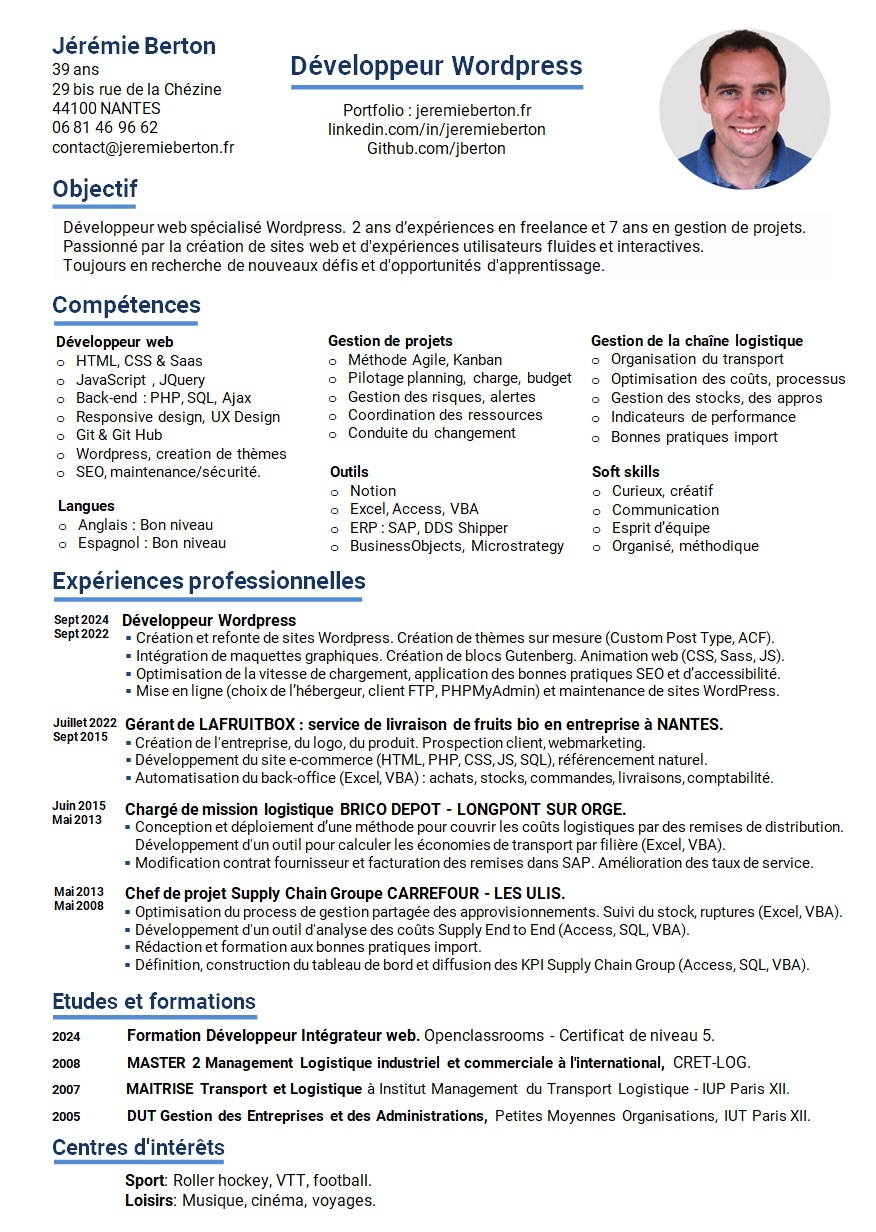 Jérémie Berton
39 ans
29 bis rue de la Chézine
44100 NANTES
06 81 46 96 62
contact@jeremieberton.fr
Développeur Wordpress
Portfolio : jeremieberton.fr
linkedin.com/in/jeremieberton
Github.com/jberton
Objectif
Développeur web spécialisé Wordpress. 2 ans d'expériences en freelance et 7 ans en gestion de projets.
Passionné par la création de sites web et d'expériences utilisateurs fluides et interactives.
Toujours en recherche de nouveaux défis et d'opportunités d'apprentissage.
Compétences
Développeur web
o HTML, CSS & Saas
o JavaScript , JQuery
o Back-end : PHP, SQL, Ajax
o Responsive design, UX Design
o Git & Git Hub
o Wordpress, creation de thèmes
o SEO, maintenance/sécurité.
Langues
o Anglais : Bon niveau
o Espagnol : Bon niveau
Gestion de projets
o Méthode Agile, Kanban
o Pilotage planning, charge, budget
o Gestion des risques, alertes
o Coordination des ressources
o Conduite du changement
Outils
o Notion
o Excel, Access, VBA
o ERP : SAP, DDS Shipper
o BusinessObjects, Microstrategy
Gestion de la chaîne logistique
o Organisation du transport
o Optimisation des coûts, processus
o Gestion des stocks, des appros
o Indicateurs de performance
o Bonnes pratiques import
Soft skills
o Curieux, créatif
o Communication
o Esprit d'équipe
o Organisé, méthodique
Expériences professionnelles
Sept 2024
Sept 2022
Développeur Wordpress
▪ Création et refonte de sites Wordpress. Création de thèmes sur mesure (Custom Post Type, ACF).
▪ Intégration de maquettes graphiques. Création de blocs Gutenberg. Animation web (CSS, Sass, JS).
▪ Optimisation de la vitesse de chargement, application des bonnes pratiques SEO et d'accessibilité.
▪ Mise en ligne (choix de l'hébergeur, client FTP, PHPMyAdmin) et maintenance de sites WordPress.
Juillet 2022
Sept 2015
Gérant de LAFRUITBOX : service de livraison de fruits bio en entreprise à NANTES.
▪ Création de l'entreprise, du logo, du produit. Prospection client, webmarketing.
▪ Développement du site e-commerce (HTML, PHP, CSS, JS, SQL), référencement naturel.
▪ Automatisation du back-office (Excel, VBA) : achats, stocks, commandes, livraisons, comptabilité.
Juin 2015
Mai 2013
Chargé de mission logistique BRICO DEPOT - LONGPONT SUR ORGE.
▪ Conception et déploiement d'une méthode pour couvrir les coûts logistiques par des remises de distribution.
Développement d'un outil pour calculer les économies de transport par filière (Excel, VBA).
▪ Modification contrat fournisseur et facturation des remises dans SAP. Amélioration des taux de service.
Mai 2013
Mai 2008
Chef de projet Supply Chain Groupe CARREFOUR - LES ULIS.
▪ Optimisation du process de gestion partagée des approvisionnements. Suivi du stock, ruptures (Excel, VBA).
▪ Développement d'un outil d'analyse des coûts Supply End to End (Access, SQL, VBA).
▪ Rédaction et formation aux bonnes pratiques import.
▪ Définition, construction du tableau de bord et diffusion des KPI Supply Chain Group (Access, SQL, VBA).
Etudes et formations
2024 Formation Développeur Intégrateur web. Openclassrooms - Certificat de niveau 5.
2008 MASTER 2 Management Logistique industriel et commerciale à l'international, CRET-LOG.
2007 MAITRISE Transport et Logistique à Institut Management du Transport Logistique - IUP Paris XII.
2005 DUT Gestion des Entreprises et des Administrations, Petites Moyennes Organisations, IUT Paris XII.
Centres d'intérêts
Sport: Roller hockey, VTT, football.
Loisirs: Musique, cinéma, voyages.